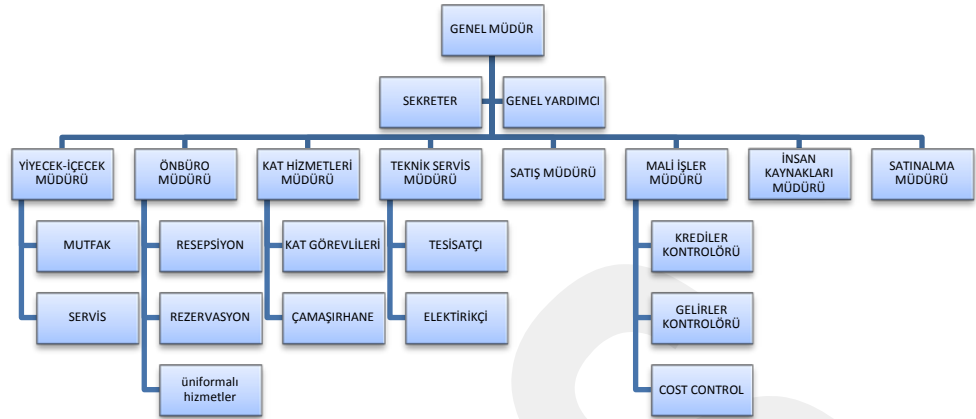 GENEL MÜDÜR
SEKRETER
GENEL YARDIMCI
YİYECEK-İÇECEK
MÜDÜRÜ
ÖNBÜRO
MÜDÜRÜ
KAT HİZMETLERİ
MÜDÜRÜ
TEKNİK SERVİS
MÜDÜRÜ
SATIŞ MÜDÜRÜ
MALİ İŞLER
MÜDÜRÜ
İNSAN
KAYNAKLARI
MÜDÜRÜ
SATINALMA
MÜDÜRÜ
MUTFAK
RESEPSİYON
KAT GÖREVLİLERİ
TESİSATÇI
KREDİLER
KONTROLÖRÜ
SERVİS
REZERVASYON
ÇAMAŞIRHANE
ELEKTİRİKÇİ
GELİRLER
KONTROLÖRÜ
üniformalı
hizmetler
COST CONTROL